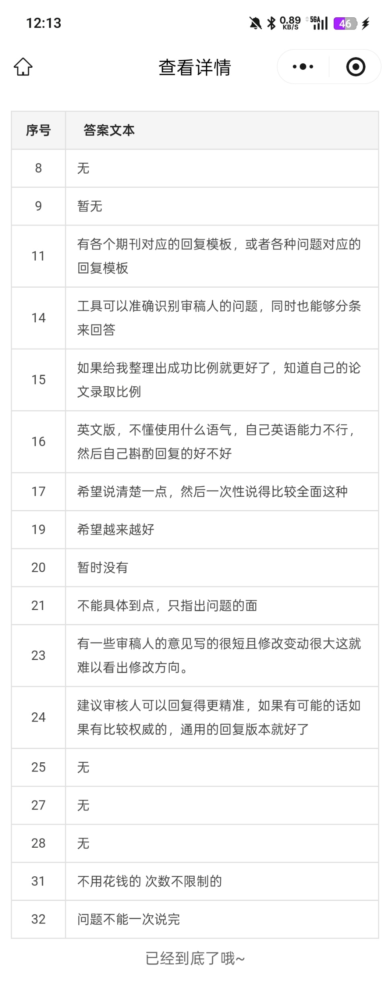 12:13
0.89
KB/S
5GA
46
查看详情
序号 答案文本
8 无
9 暂无
11 有各个期刊对应的回复模板，或者各种问题对应的
回复模板
14 工具可以准确识别审稿人的问题，同时也能够分条
来回答
15 如果给我整理出成功比例就更好了，知道自己的论
文录取比例
16 英文版，不懂使用什么语气，自己英语能力不行，
然后自己斟酌回复的好不好
17 希望说清楚一点，然后一次性说得比较全面这种
19 希望越来越好
20 暂时没有
21 不能具体到点，只指出问题的面
23 有一些审稿人的意见写的很短且修改变动很大这就
难以看出修改方向。
24 建议审核人可以回复得更精准，如果有可能的话如
果有比较权威的，通用的回复版本就好了
25 无
27 无
28 无
31 不用花钱的 次数不限制的
32 问题不能一次说完
已经到底了哦~